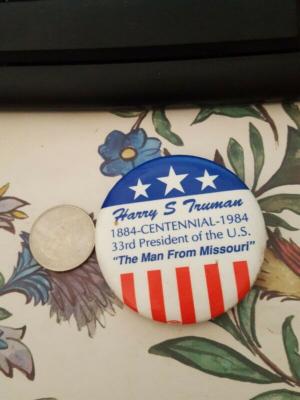 Harry S Truman
1884-CENTENNIAL-1984
33rd President of the U.S.
"The Man From Missouri"